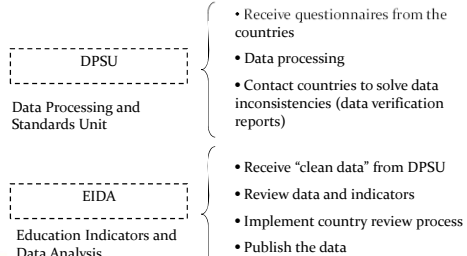 • Receive questionnaires from the
countries
DPSU
• Data processing
• Contact countries to solve data
inconsistencies (data verification
reports)
Data Processing and
Standards Unit
• Receive “clean data” from DPSU
EIDA
• Review data and indicators
• Implement country review process
Education Indicators and
Data Analysis
• Publish the data